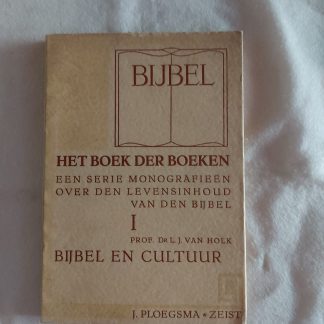 BIJBEL
HET BOEK DER BOEKEN
EEN SERIE MONOGRAFIEËN
OVER DEN LEVENSINHOUD
VAN DEN BIJBEL
I
PROF. DR L. J. VAN HOLK
BIJBEL EN CULTUUR
J. PLOEGSMA * ZEIST